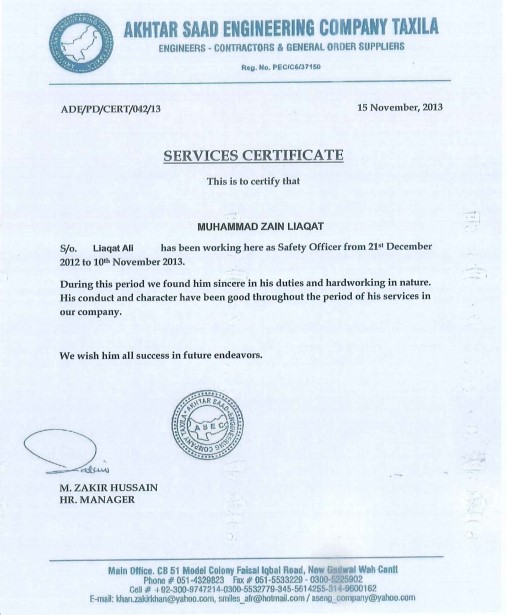 AKHTAR SAAD ENGINEERING COMPANY TAXILA
ENGINEERS - CONTRACTORS & GENERAL ORDER SUPPLIERS
Reg. No. PEC/C6/37150
ADE/PD/CERT/042/13 15 November, 2013
SERVICES CERTIFICATE
This is to certify that
MUHAMMAD ZAIN LIAQAT
S/o. Liaqat Ali has been working here as Safety Officer from 21st December
2012 to 10th November 2013.
During this period we found him sincere in his duties and hardworking in nature.
His conduct and character have been good throughout the period of his services in
our company.
We wish him all success in future endeavors.
AKHTAR SAAD ENGINEERING COMPANY TAXILA
ASEC
M. ZAKIR HUSSAIN
HR. MANAGER
Main Office. CB 51 Model Colony Faisal Iqbal Road, New Wah Cantt
Phone # 051-4329823 Fax # 051-5533229 - 0300-
Cell # + 02-300-9747214-0300-5532779-345-5614255-
E-mail: khan.zakirkhan@yahoo.com, smiles_afr@hotmail.com / aseng_company@yahoo.com